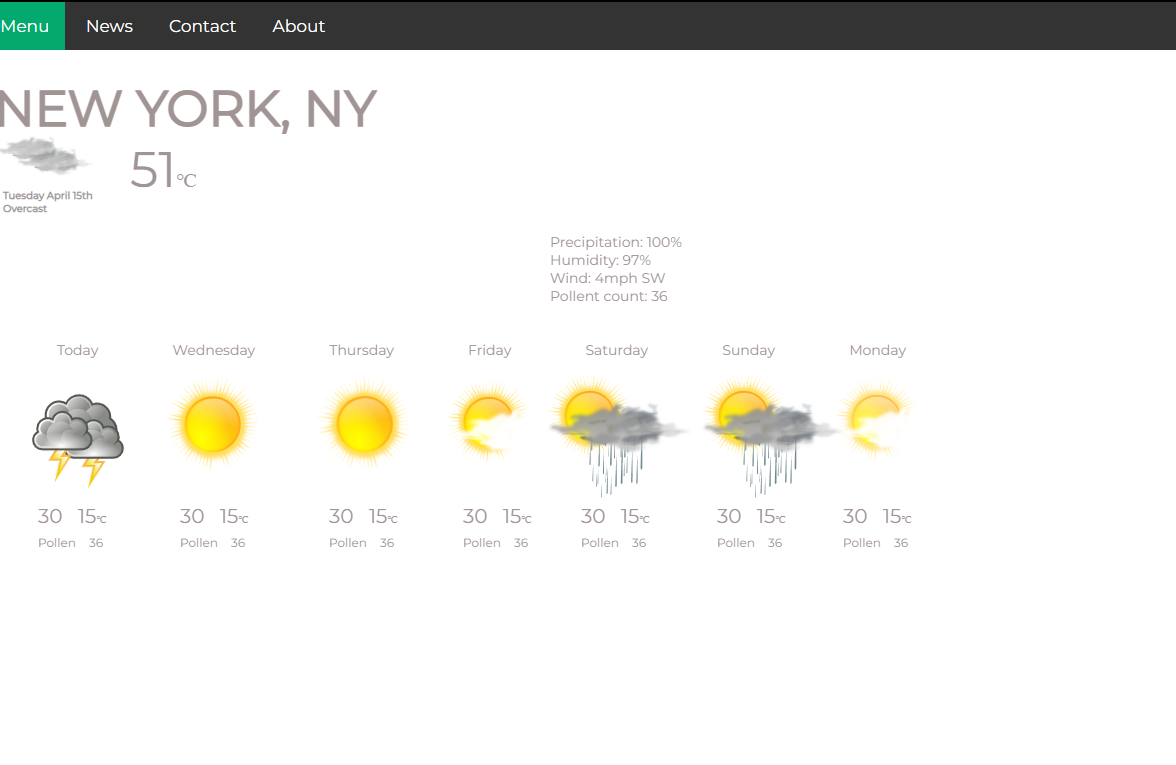 Menu News Contact About
NEW YORK, NY
51°C
Tuesday April 15th
Overcast
Precipitation: 100%
Humidity: 97%
Wind: 4mph SW
Pollent count: 36
Today Wednesday Thursday Friday Saturday Sunday Monday
30 15°C 30 15°C 30 15°C 30 15°C 30 15°C 30 15°C 30 15°C
Pollen 36 Pollen 36 Pollen 36 Pollen 36 Pollen 36 Pollen 36 Pollen 36